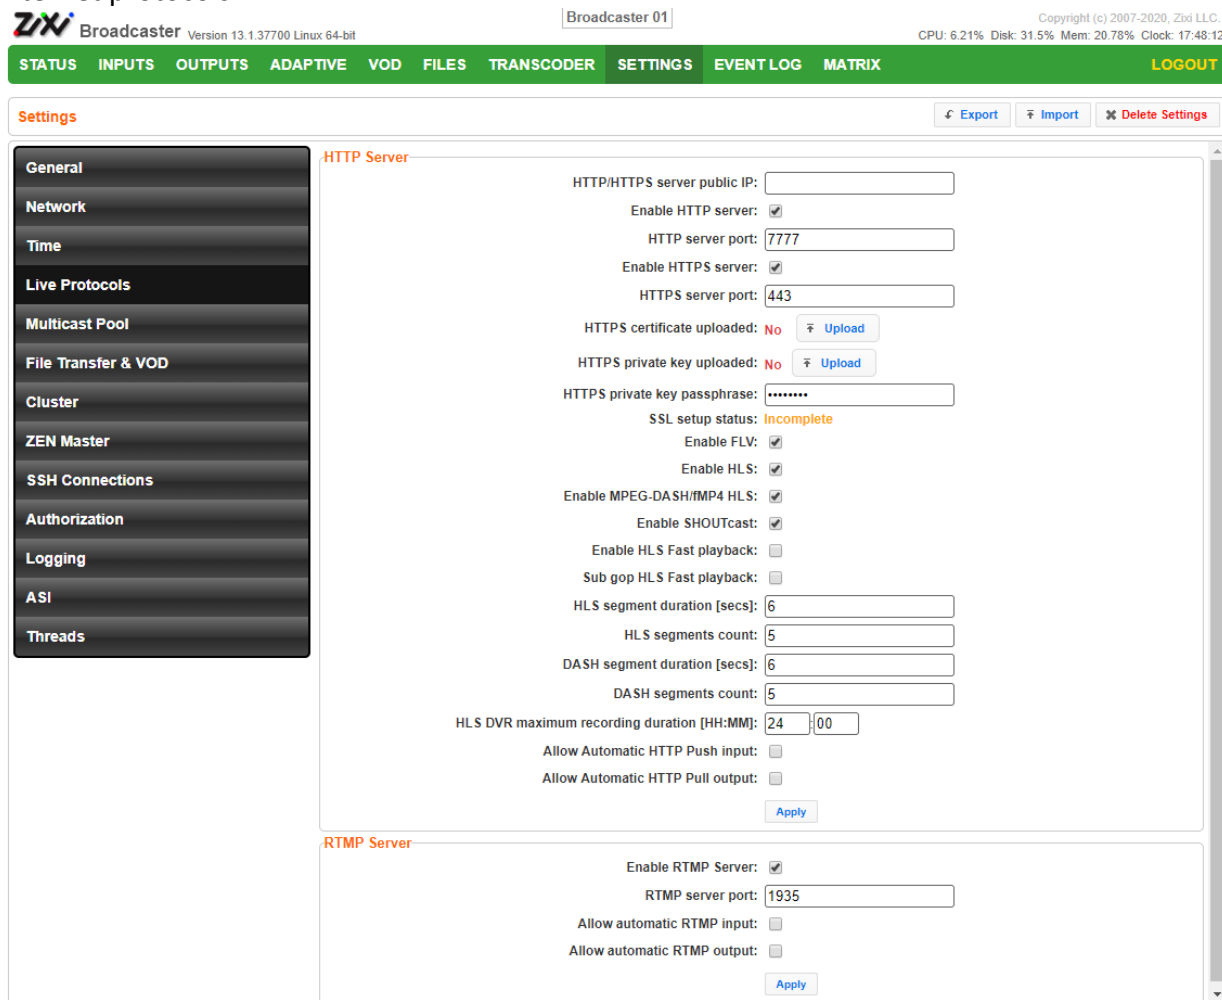 ZIXI Broadcaster Version 13.1.37700 Linux 64-bit
Broadcaster 01
Copyright (c) 2007-2020, Zixi LLC.
CPU: 6.21% Disk: 31.5% Mem: 20.78% Clock: 17:48:12
STATUS INPUTS OUTPUTS ADAPTIVE VOD FILES TRANSCODER SETTINGS EVENT LOG MATRIX LOGOUT
Settings
Export Import Delete Settings
General
Network
Time
Live Protocols
Multicast Pool
File Transfer & VOD
Cluster
ZEN Master
SSH Connections
Authorization
Logging
ASI
Threads
HTTP Server
HTTP/HTTPS server public IP:
Enable HTTP server:
HTTP server port: 7777
Enable HTTPS server:
HTTPS server port: 443
HTTPS certificate uploaded: No Upload
HTTPS private key uploaded: No Upload
HTTPS private key passphrase: ••••••••
SSL setup status: Incomplete
Enable FLV:
Enable HLS:
Enable MPEG-DASH/fMP4 HLS:
Enable SHOUTcast:
Enable HLS Fast playback:
Sub gop HLS Fast playback:
HLS segment duration [secs]: 6
HLS segments count: 5
DASH segment duration [secs]: 6
DASH segments count: 5
HLS DVR maximum recording duration [HH:MM]: 24 : 00
Allow Automatic HTTP Push input:
Allow Automatic HTTP Pull output:
Apply
RTMP Server
Enable RTMP Server:
RTMP server port: 1935
Allow automatic RTMP input:
Allow automatic RTMP output:
Apply